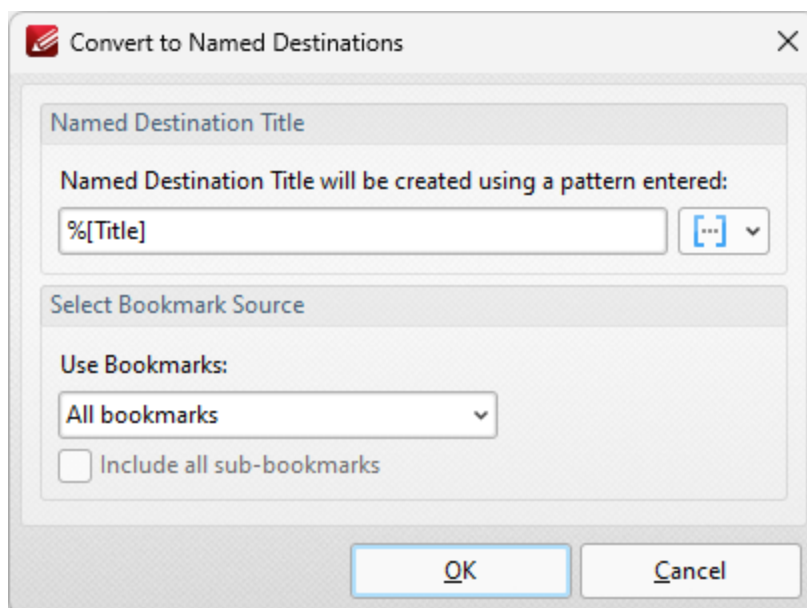 Convert to Named Destinations
Named Destination Title
Named Destination Title will be created using a pattern entered:
%[Title]
Select Bookmark Source
Use Bookmarks:
All bookmarks
Include all sub-bookmarks
OK Cancel